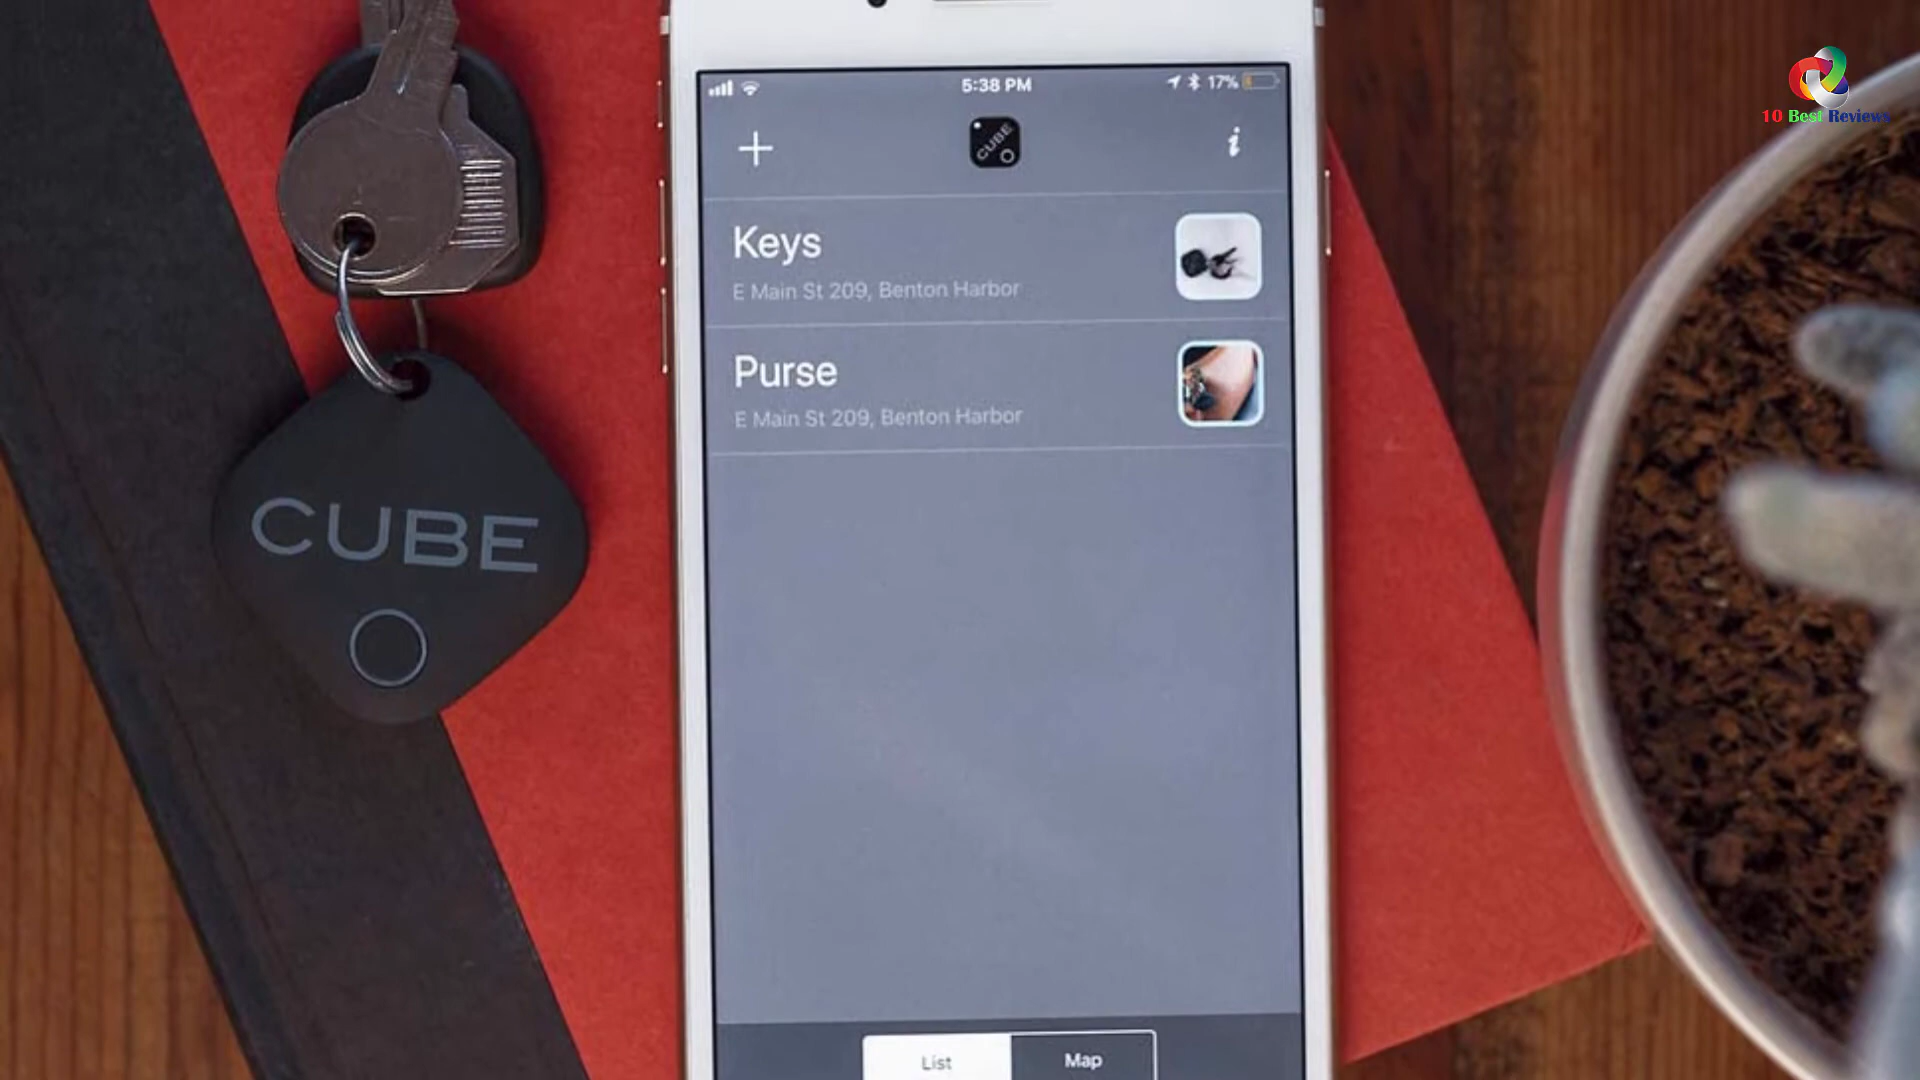 5:38 PM
17%
10 Best Reviews
CUBE
Keys
E Main St 209, Benton Harbor
Purse
E Main St 209, Benton Harbor
CUBE
List
Map